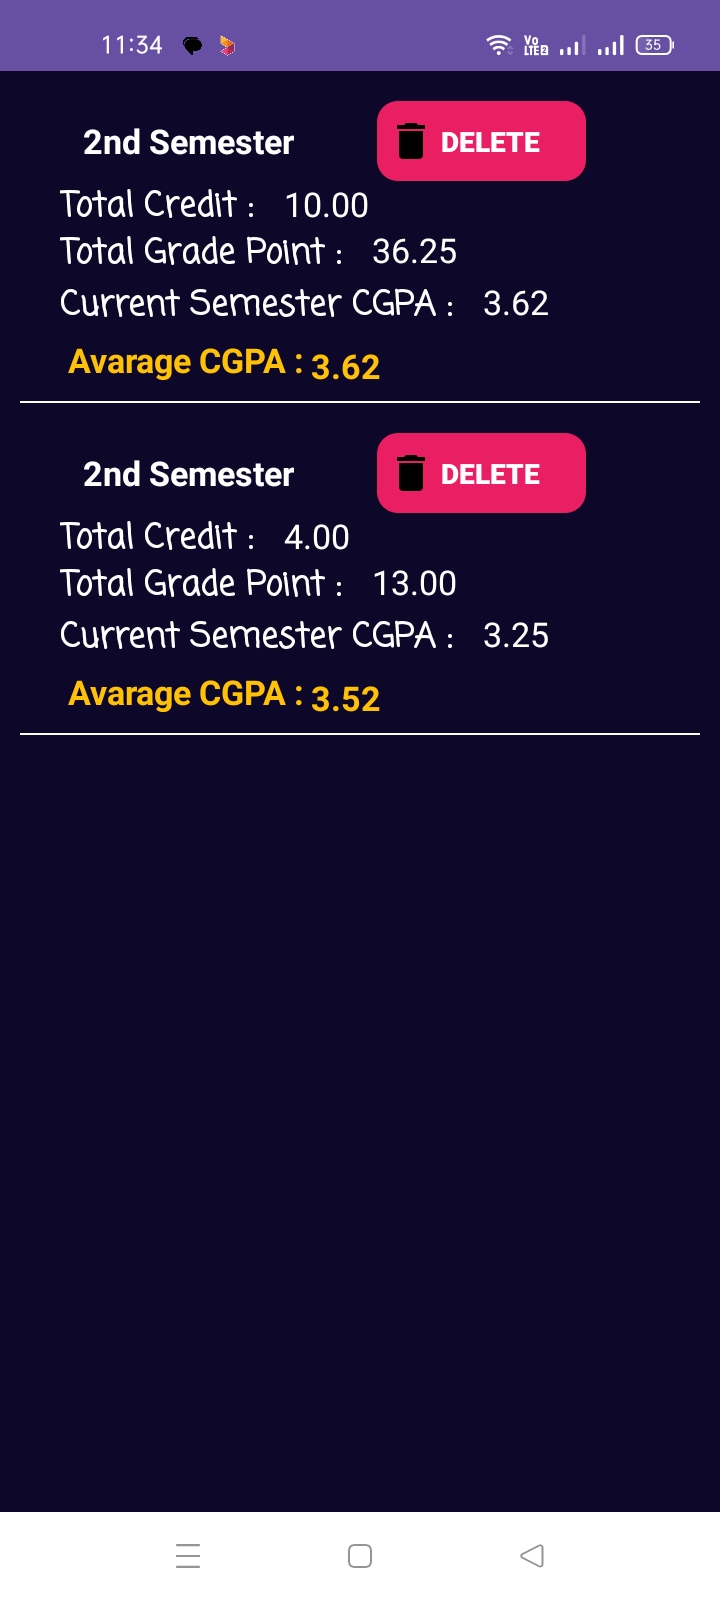 11:34 Vo LTE2 35
2nd Semester DELETE
Total Credit : 10.00
Total Grade Point : 36.25
Current Semester CGPA : 3.62
Avarage CGPA : 3.62
2nd Semester DELETE
Total Credit : 4.00
Total Grade Point : 13.00
Current Semester CGPA : 3.25
Avarage CGPA : 3.52